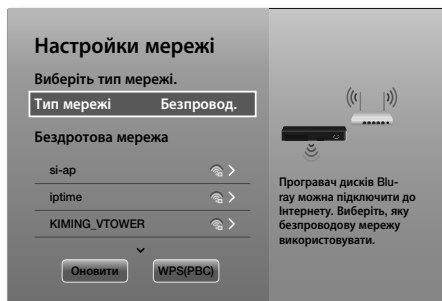 Настройки мережі
Виберіть тип мережі.
Тип мережі Безпровод.
Бездротова мережа
si-ap
iptime
KIMING_VTOWER
Оновити WPS(PBC)
Програвач дисків Blu-
ray можна підключити до
Інтернету. Виберіть, яку
безпроводову мережу
використовувати.